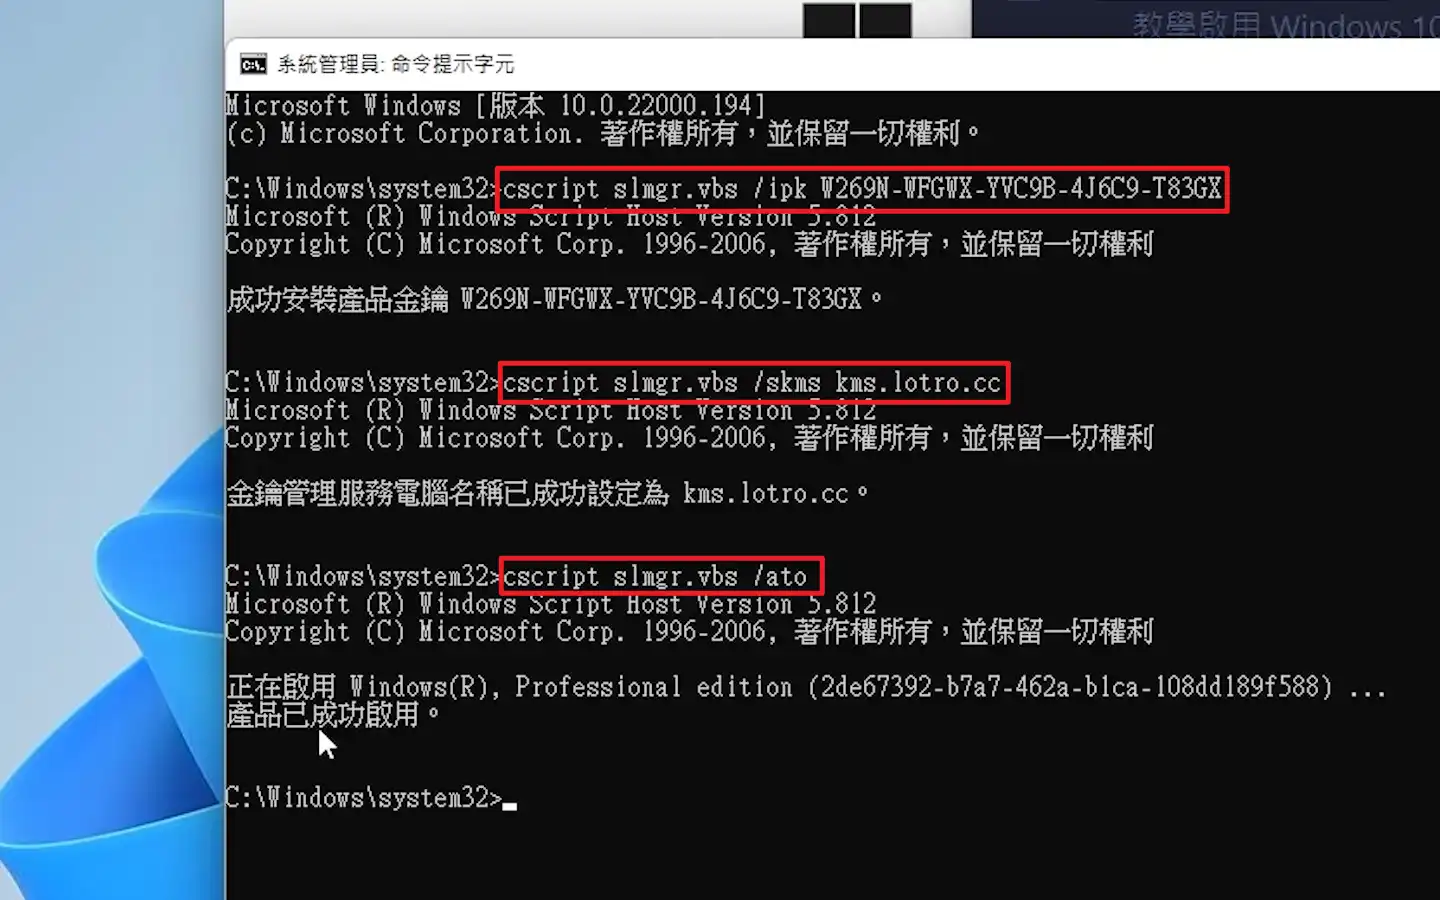 教學啟用 Windows 10
系統管理員: 命令提示字元
Microsoft Windows [版本 10.0.22000.194]
(c) Microsoft Corporation. 著作權所有，並保留一切權利。
C:\Windows\system32>cscript slmgr.vbs /ipk W269N-WFGWX-YVC9B-4J6C9-T83GX
Microsoft (R) Windows Script Host Version 5.812
Copyright (C) Microsoft Corp. 1996-2006, 著作權所有，並保留一切權利
成功安裝產品金鑰 W269N-WFGWX-YVC9B-4J6C9-T83GX。
C:\Windows\system32>cscript slmgr.vbs /skms kms.lotro.cc
Microsoft (R) Windows Script Host Version 5.812
Copyright (C) Microsoft Corp. 1996-2006, 著作權所有，並保留一切權利
金鑰管理服務電腦名稱已成功設定為 kms.lotro.cc。
C:\Windows\system32>cscript slmgr.vbs /ato
Microsoft (R) Windows Script Host Version 5.812
Copyright (C) Microsoft Corp. 1996-2006, 著作權所有，並保留一切權利
正在啟用 Windows(R), Professional edition (2de67392-b7a7-462a-b1ca-108dd189f588) ...
產品已成功啟用。
C:\Windows\system32>